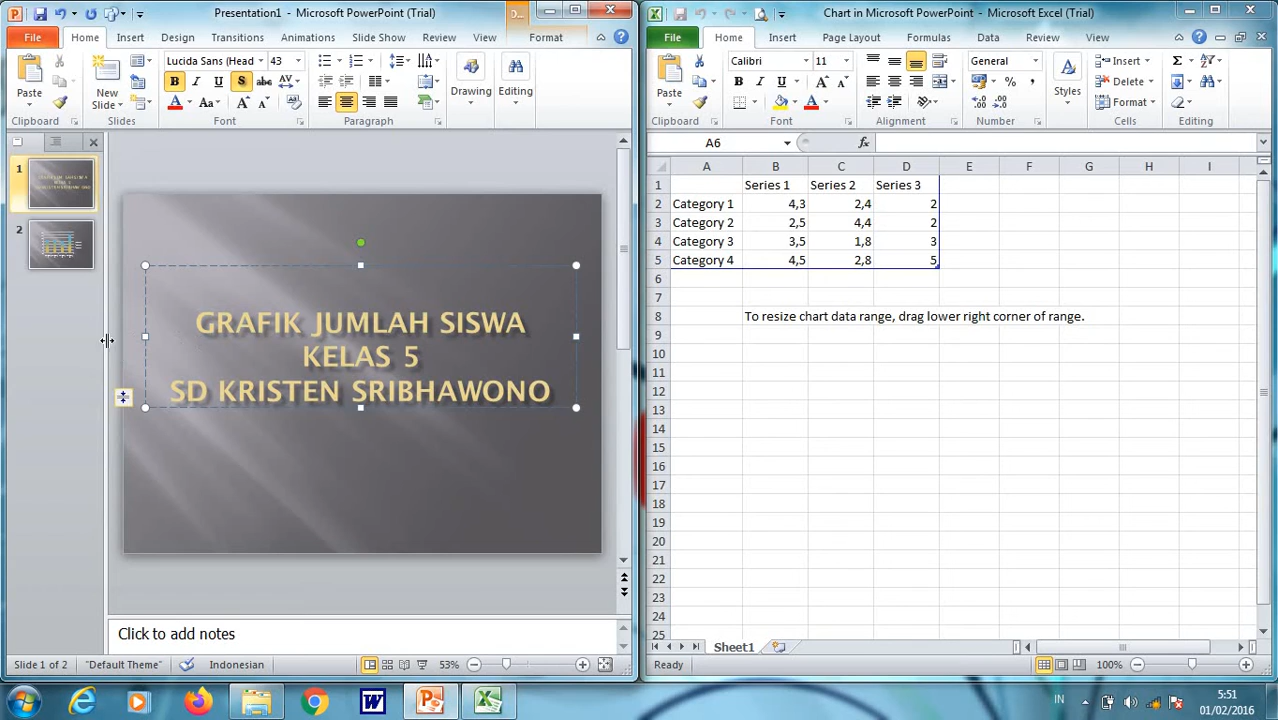 Presentation1 - Microsoft PowerPoint (Trial)
D...
File Home Insert Design Transitions Animations Slide Show Review View Format
Paste
New
Slide
Lucida Sans (Head 43
B I U S abc AV
A Aa A A
Drawing Editing
Clipboard Slides Font Paragraph
1
2
GRAFIK JUMLAH SISWA
KELAS 5
SD KRISTEN SRIBHAWONO
Click to add notes
Slide 1 of 2 "Default Theme" Indonesian 53%
Chart in Microsoft PowerPoint - Microsoft Excel (Trial)
File Home Insert Page Layout Formulas Data Review View
Paste
Calibri 11
B I U A A
A
General
% ,
Styles
Insert
Delete
Format
Σ
Clipboard Font Alignment Number Cells Editing
A6 fx
A B C D E F G H I
1 Series 1 Series 2 Series 3
2 Category 1 4,3 2,4 2
3 Category 2 2,5 4,4 2
4 Category 3 3,5 1,8 3
5 Category 4 4,5 2,8 5
6
7
8 To resize chart data range, drag lower right corner of range.
9
10
11
12
13
14
15
16
17
18
19
20
21
22
23
24
25
Sheet1
Ready 100%
IN
5:51
01/02/2016